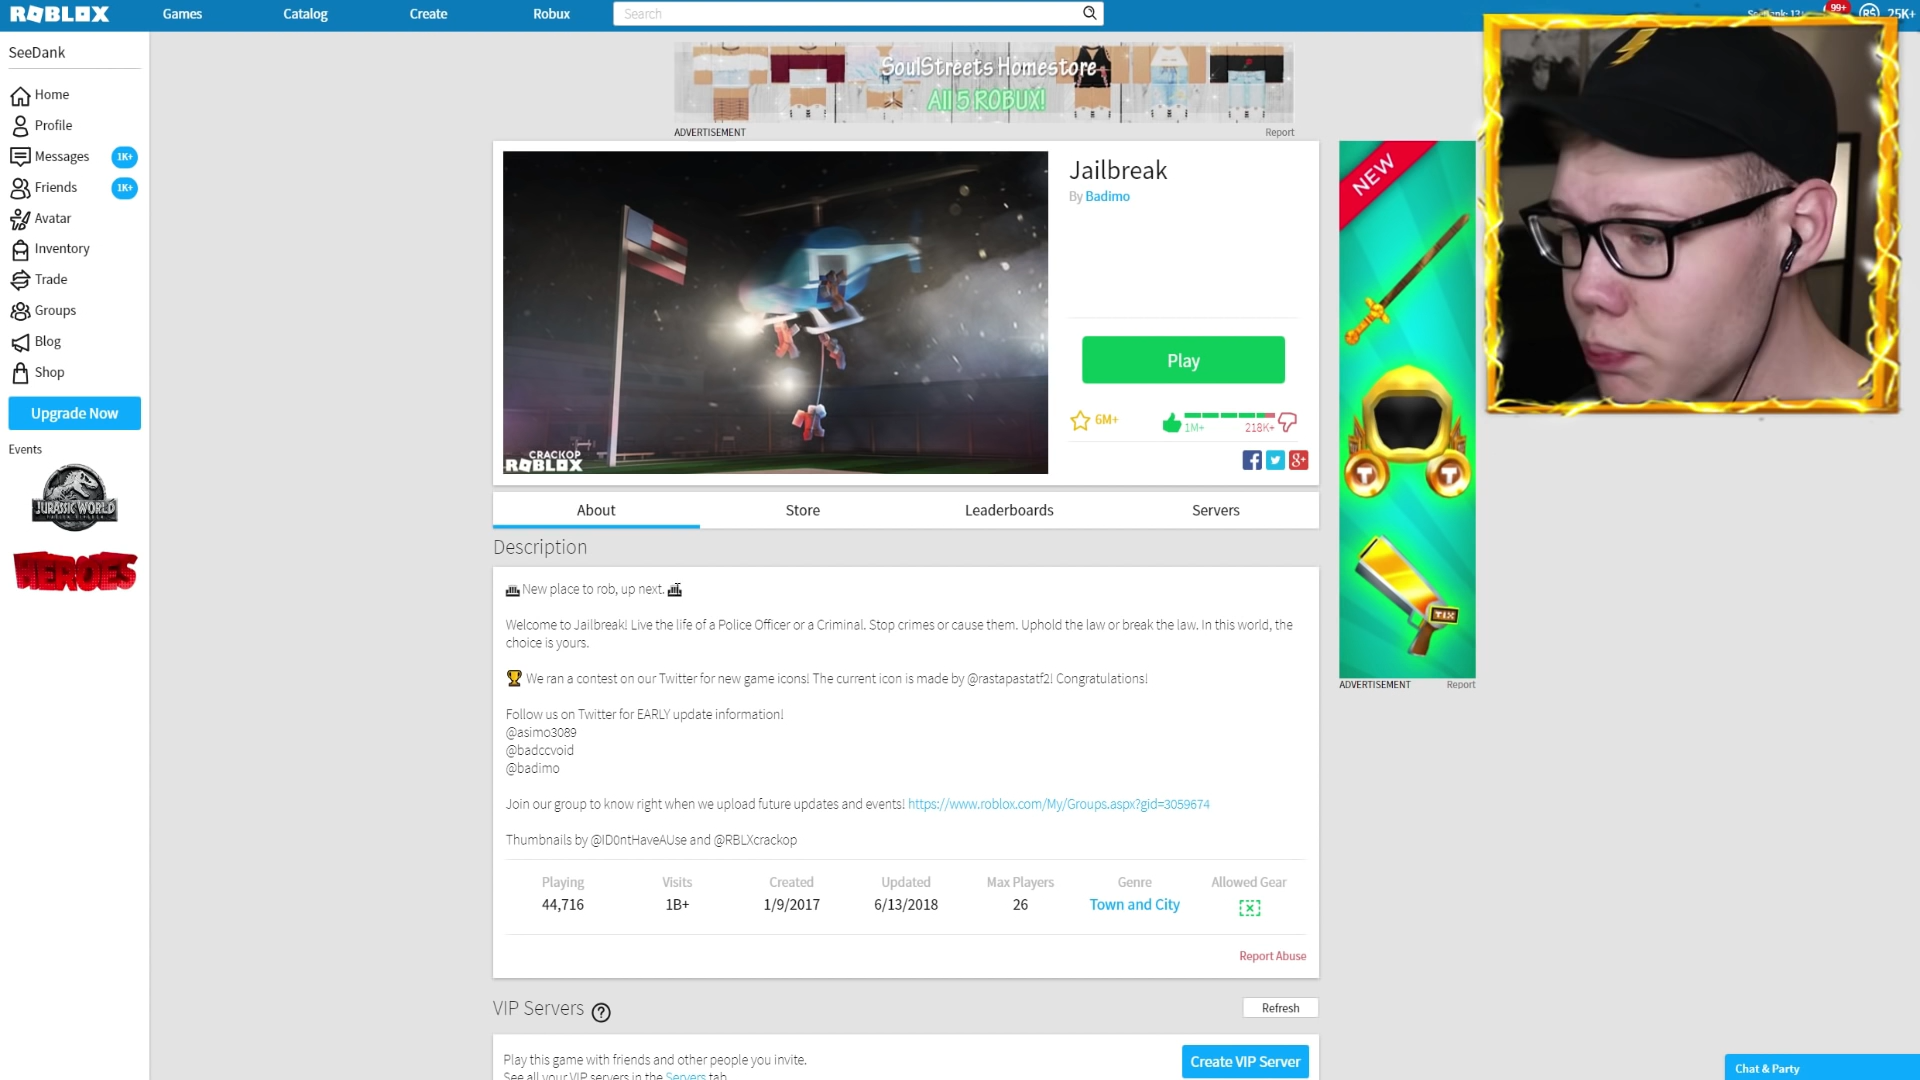 ROBLOX
Games
Catalog
Create
Robux
Search
99+
25K+
SeeDank
Home
Profile
Messages
1K+
Friends
1K+
Avatar
Inventory
Trade
Groups
Blog
Shop
Upgrade Now
Events
JURASSIC WORLD
HEROES
SoulStreets Homestore
All 5 ROBUX!
ADVERTISEMENT
Report
CRACKOP
ROBLOX
Jailbreak
By Badimo
Play
6M+
1M+
218K+
NEW
T
T
TIX
ADVERTISEMENT
Report
About
Store
Leaderboards
Servers
Description
New place to rob, up next.
Welcome to Jailbreak! Live the life of a Police Officer or a Criminal. Stop crimes or cause them. Uphold the law or break the law. In this world, the
choice is yours.
We ran a contest on our Twitter for new game icons! The current icon is made by @rastapastatf2! Congratulations!
Follow us on Twitter for EARLY update information!
@asimo3089
@badccvoid
@badimo
Join our group to know right when we upload future updates and events! https://www.roblox.com/My/Groups.aspx?gid=3059674
Thumbnails by @ID0ntHaveAUse and @RBLXcrackop
Playing
Visits
Created
Updated
Max Players
Genre
Allowed Gear
44,716
1B+
1/9/2017
6/13/2018
26
Town and City
Report Abuse
VIP Servers
Refresh
Play this game with friends and other people you invite.
See all your VIP servers in the Servers tab.
Create VIP Server
Chat & Party